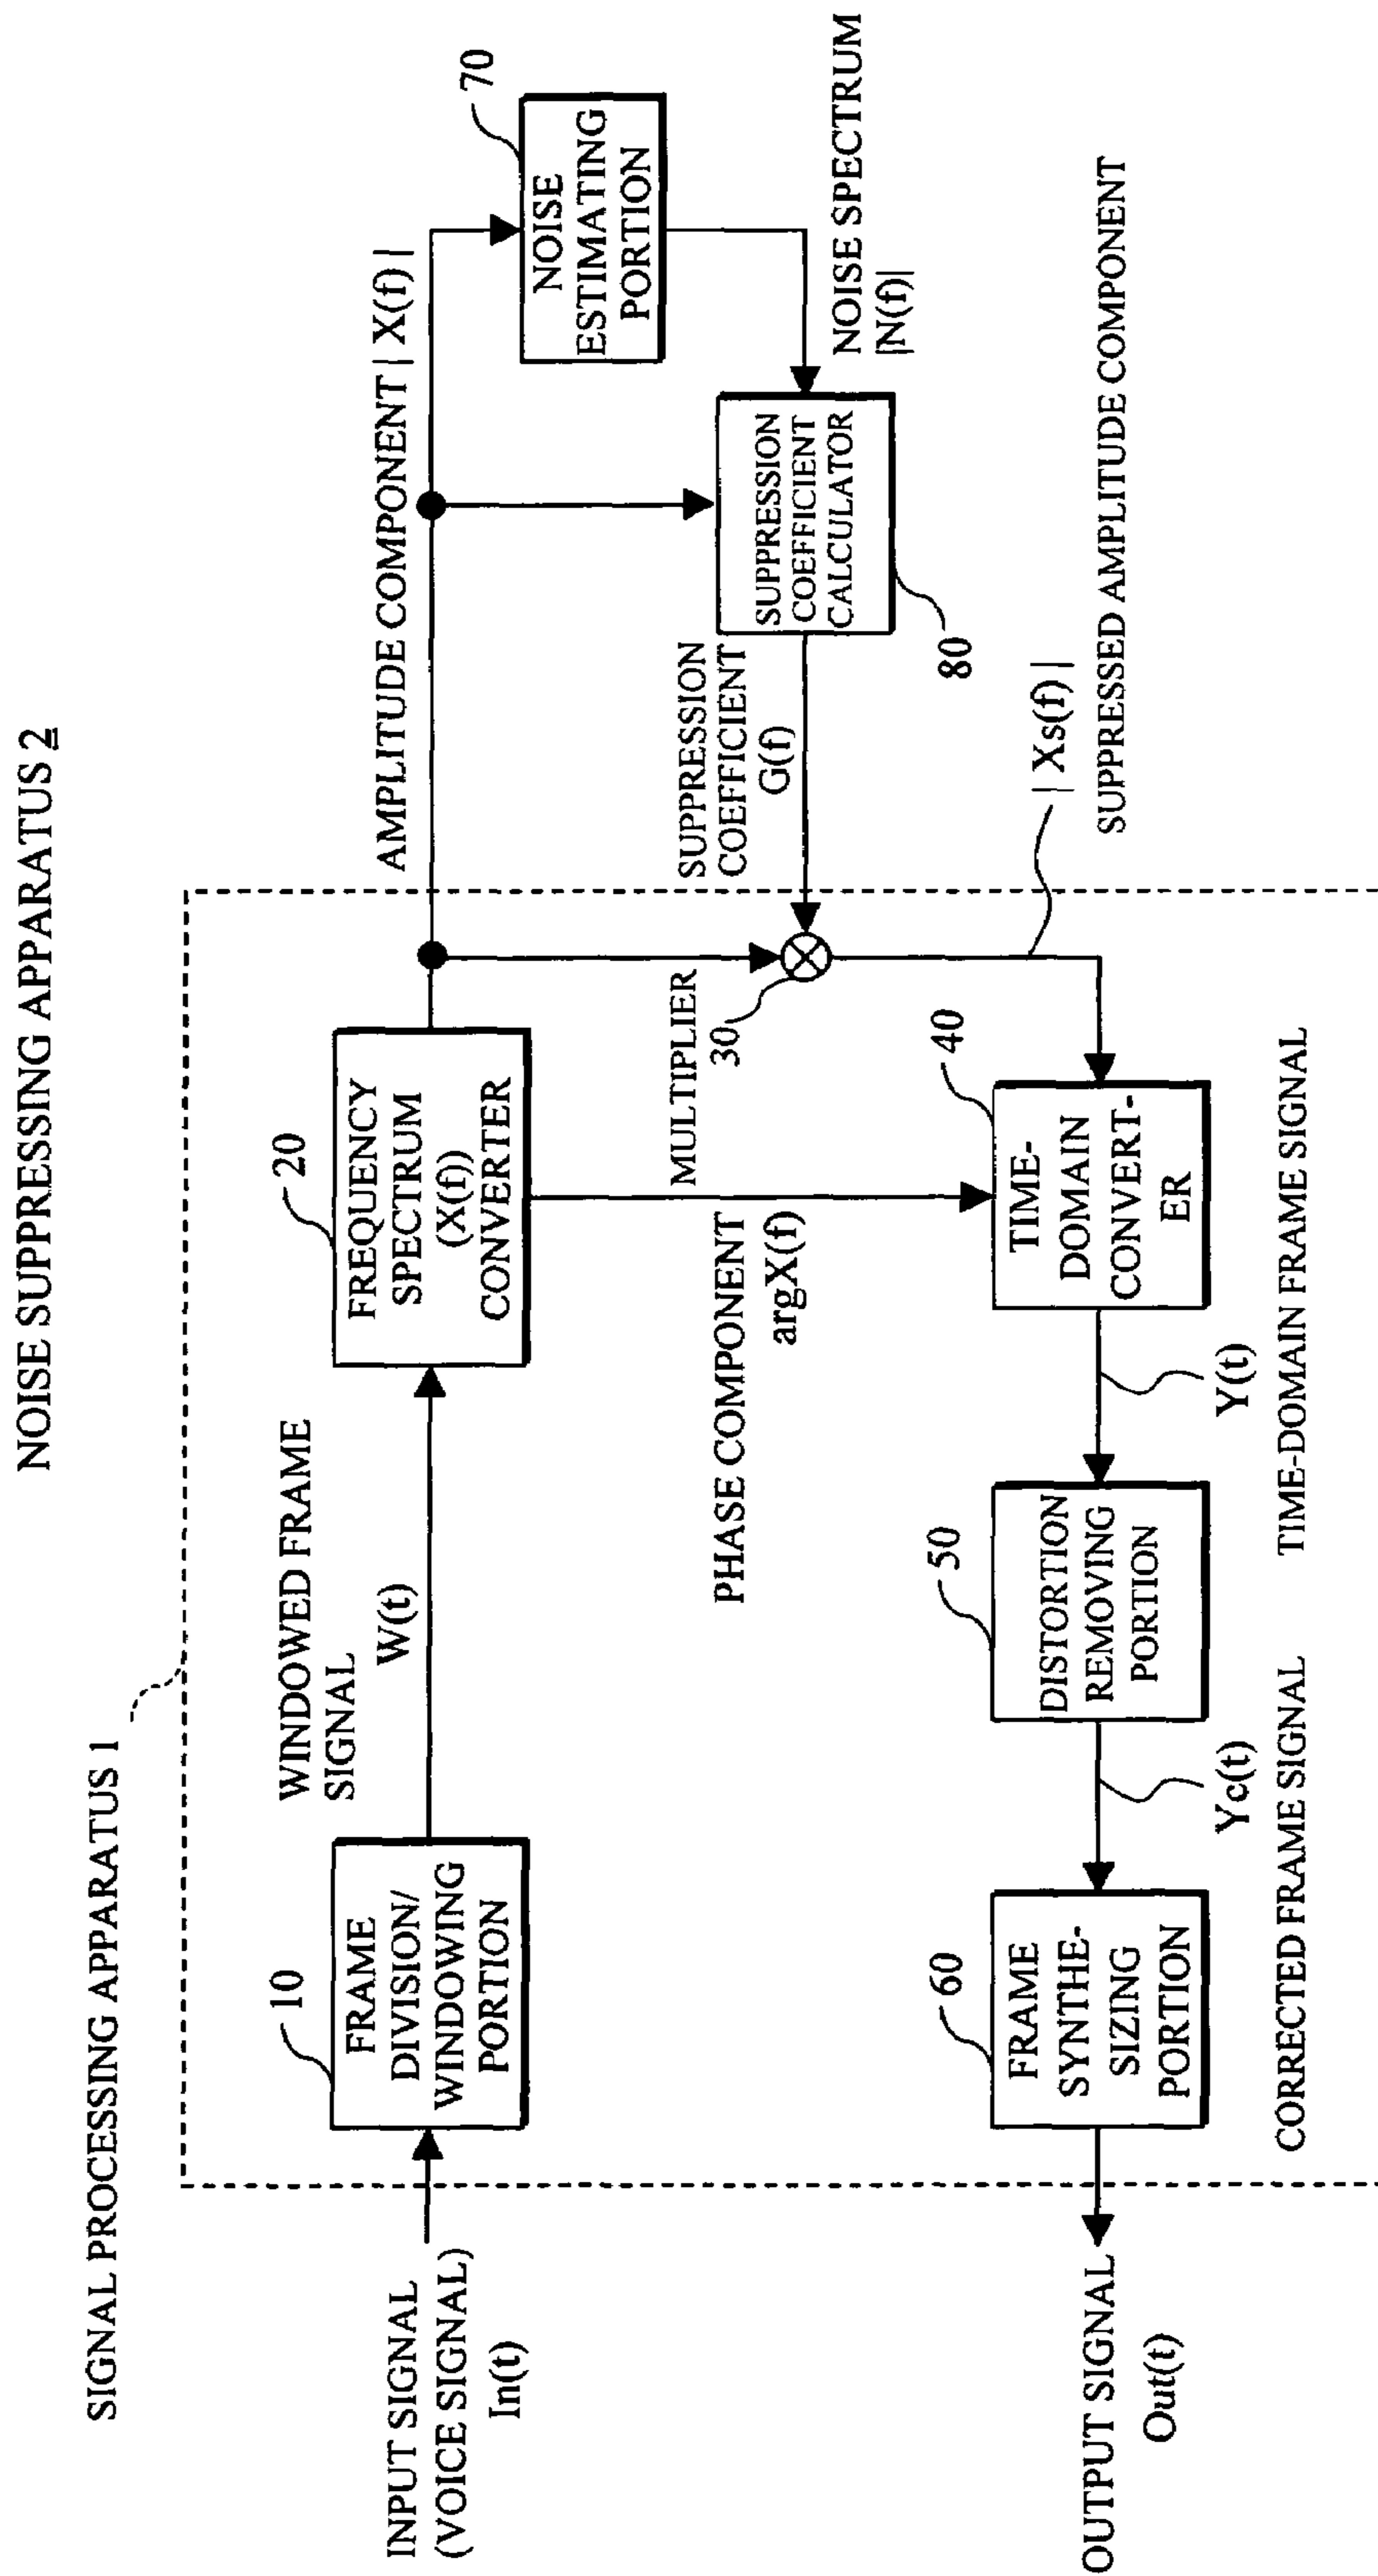 NOISE SUPPRESSING APPARATUS 2
SIGNAL PROCESSING APPARATUS 1
INPUT SIGNAL
(VOICE SIGNAL)
In(t)
10
FRAME
DIVISION/
WINDOWING
PORTION
WINDOWED FRAME
SIGNAL
W(t)
20
FREQUENCY
SPECTRUM
(X(f))
CONVERTER
AMPLITUDE COMPONENT | X(f) |
70
NOISE
ESTIMATING
PORTION
NOISE SPECTRUM
|N(f)|
SUPPRESSION
COEFFICIENT
CALCULATOR
80
SUPPRESSION
COEFFICIENT
G(f)
MULTIPLIER
30
PHASE COMPONENT
argX(f)
| Xs(f) |
SUPPRESSED AMPLITUDE COMPONENT
40
TIME-
DOMAIN
CONVERT-
ER
Y(t)
TIME-DOMAIN FRAME SIGNAL
50
DISTORTION
REMOVING
PORTION
Yc(t)
CORRECTED FRAME SIGNAL
60
FRAME
SYNTHE-
SIZING
PORTION
OUTPUT SIGNAL
Out(t)